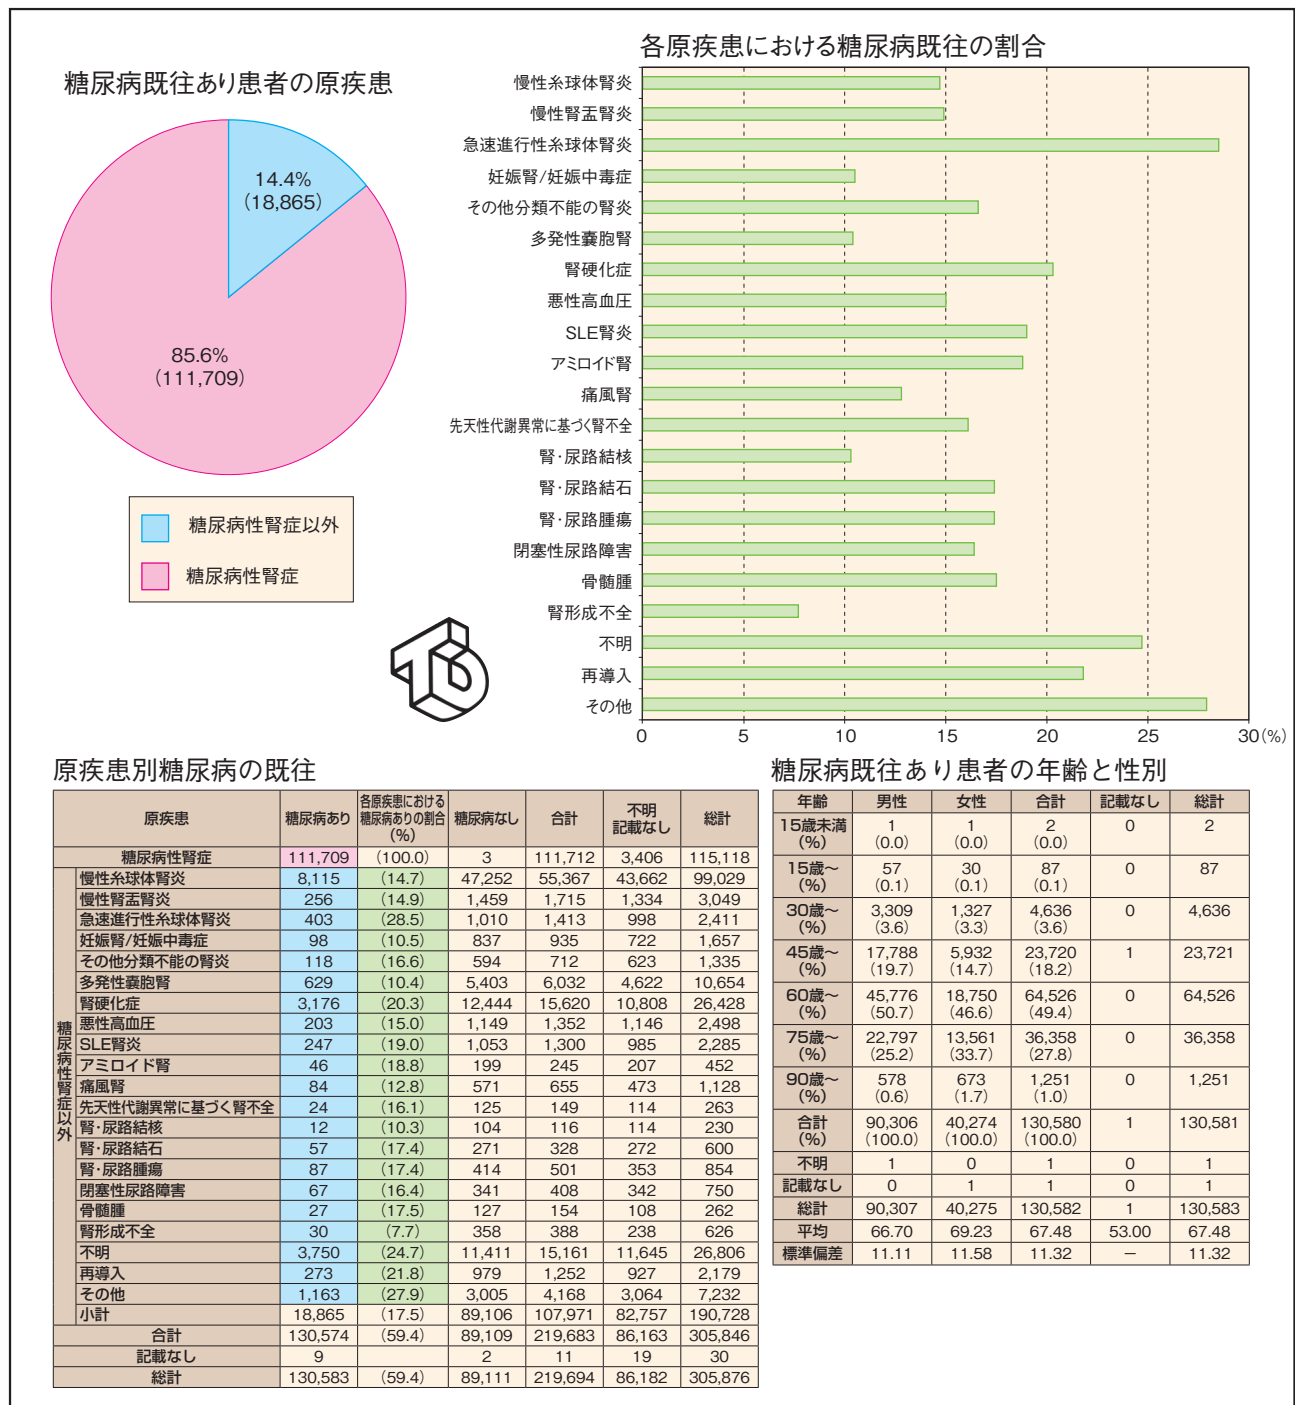 糖尿病既往あり患者の原疾患
14.4%
(18,865)
85.6%
(111,709)
糖尿病性腎症以外
糖尿病性腎症
各原疾患における糖尿病既往の割合
慢性糸球体腎炎
慢性腎盂腎炎
急速進行性糸球体腎炎
妊娠腎/妊娠中毒症
その他分類不能の腎炎
多発性嚢胞腎
腎硬化症
悪性高血圧
SLE腎炎
アミロイド腎
痛風腎
先天性代謝異常に基づく腎不全
腎・尿路結核
腎・尿路結石
腎・尿路腫瘍
閉塞性尿路障害
骨髄腫
腎形成不全
不明
再導入
その他
0 5 10 15 20 25 30(%)
原疾患別糖尿病の既往
原疾患 糖尿病あり 各原疾患における糖尿病ありの割合(%) 糖尿病なし 合計 不明記載なし 総計
糖尿病性腎症 111,709 (100.0) 3 111,712 3,406 115,118
糖尿病性腎症以外
慢性糸球体腎炎 8,115 (14.7) 47,252 55,367 43,662 99,029
慢性腎盂腎炎 256 (14.9) 1,459 1,715 1,334 3,049
急速進行性糸球体腎炎 403 (28.5) 1,010 1,413 998 2,411
妊娠腎/妊娠中毒症 98 (10.5) 837 935 722 1,657
その他分類不能の腎炎 118 (16.6) 594 712 623 1,335
多発性嚢胞腎 629 (10.4) 5,403 6,032 4,622 10,654
腎硬化症 3,176 (20.3) 12,444 15,620 10,808 26,428
悪性高血圧 203 (15.0) 1,149 1,352 1,146 2,498
SLE腎炎 247 (19.0) 1,053 1,300 985 2,285
アミロイド腎 46 (18.8) 199 245 207 452
痛風腎 84 (12.8) 571 655 473 1,128
先天性代謝異常に基づく腎不全 24 (16.1) 125 149 114 263
腎・尿路結核 12 (10.3) 104 116 114 230
腎・尿路結石 57 (17.4) 271 328 272 600
腎・尿路腫瘍 87 (17.4) 414 501 353 854
閉塞性尿路障害 67 (16.4) 341 408 342 750
骨髄腫 27 (17.5) 127 154 108 262
腎形成不全 30 (7.7) 358 388 238 626
不明 3,750 (24.7) 11,411 15,161 11,645 26,806
再導入 273 (21.8) 979 1,252 927 2,179
その他 1,163 (27.9) 3,005 4,168 3,064 7,232
小計 18,865 (17.5) 89,106 107,971 82,757 190,728
合計 130,574 (59.4) 89,109 219,683 86,163 305,846
記載なし 9 2 11 19 30
総計 130,583 (59.4) 89,111 219,694 86,182 305,876
糖尿病既往あり患者の年齢と性別
年齢 男性 女性 合計 記載なし 総計
15歳未満 1 1 2 0 2
(%) (0.0) (0.0) (0.0)
15歳〜 57 30 87 0 87
(%) (0.1) (0.1) (0.1)
30歳〜 3,309 1,327 4,636 0 4,636
(%) (3.6) (3.3) (3.6)
45歳〜 17,788 5,932 23,720 1 23,721
(%) (19.7) (14.7) (18.2)
60歳〜 45,776 18,750 64,526 0 64,526
(%) (50.7) (46.6) (49.4)
75歳〜 22,797 13,561 36,358 0 36,358
(%) (25.2) (33.7) (27.8)
90歳〜 578 673 1,251 0 1,251
(%) (0.6) (1.7) (1.0)
合計 90,306 40,274 130,580 1 130,581
(%) (100.0) (100.0) (100.0)
不明 1 0 1 0 1
記載なし 0 1 1 0 1
総計 90,307 40,275 130,582 1 130,583
平均 66.70 69.23 67.48 53.00 67.48
標準偏差 11.11 11.58 11.32 − 11.32